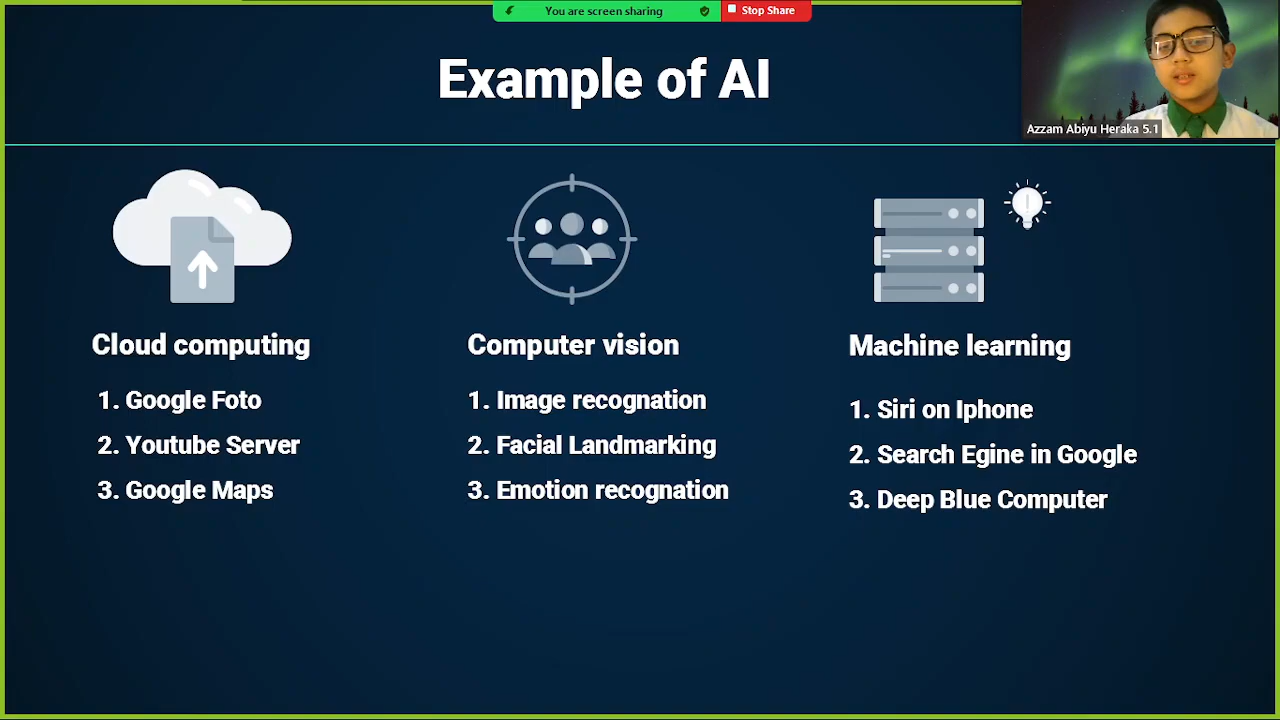 You are screen sharing
Stop Share
Example of AI
Azzam Abiyu Heraka 5.1
Cloud computing
1. Google Foto
2. Youtube Server
3. Google Maps
Computer vision
1. Image recognation
2. Facial Landmarking
3. Emotion recognation
Machine learning
1. Siri on Iphone
2. Search Egine in Google
3. Deep Blue Computer